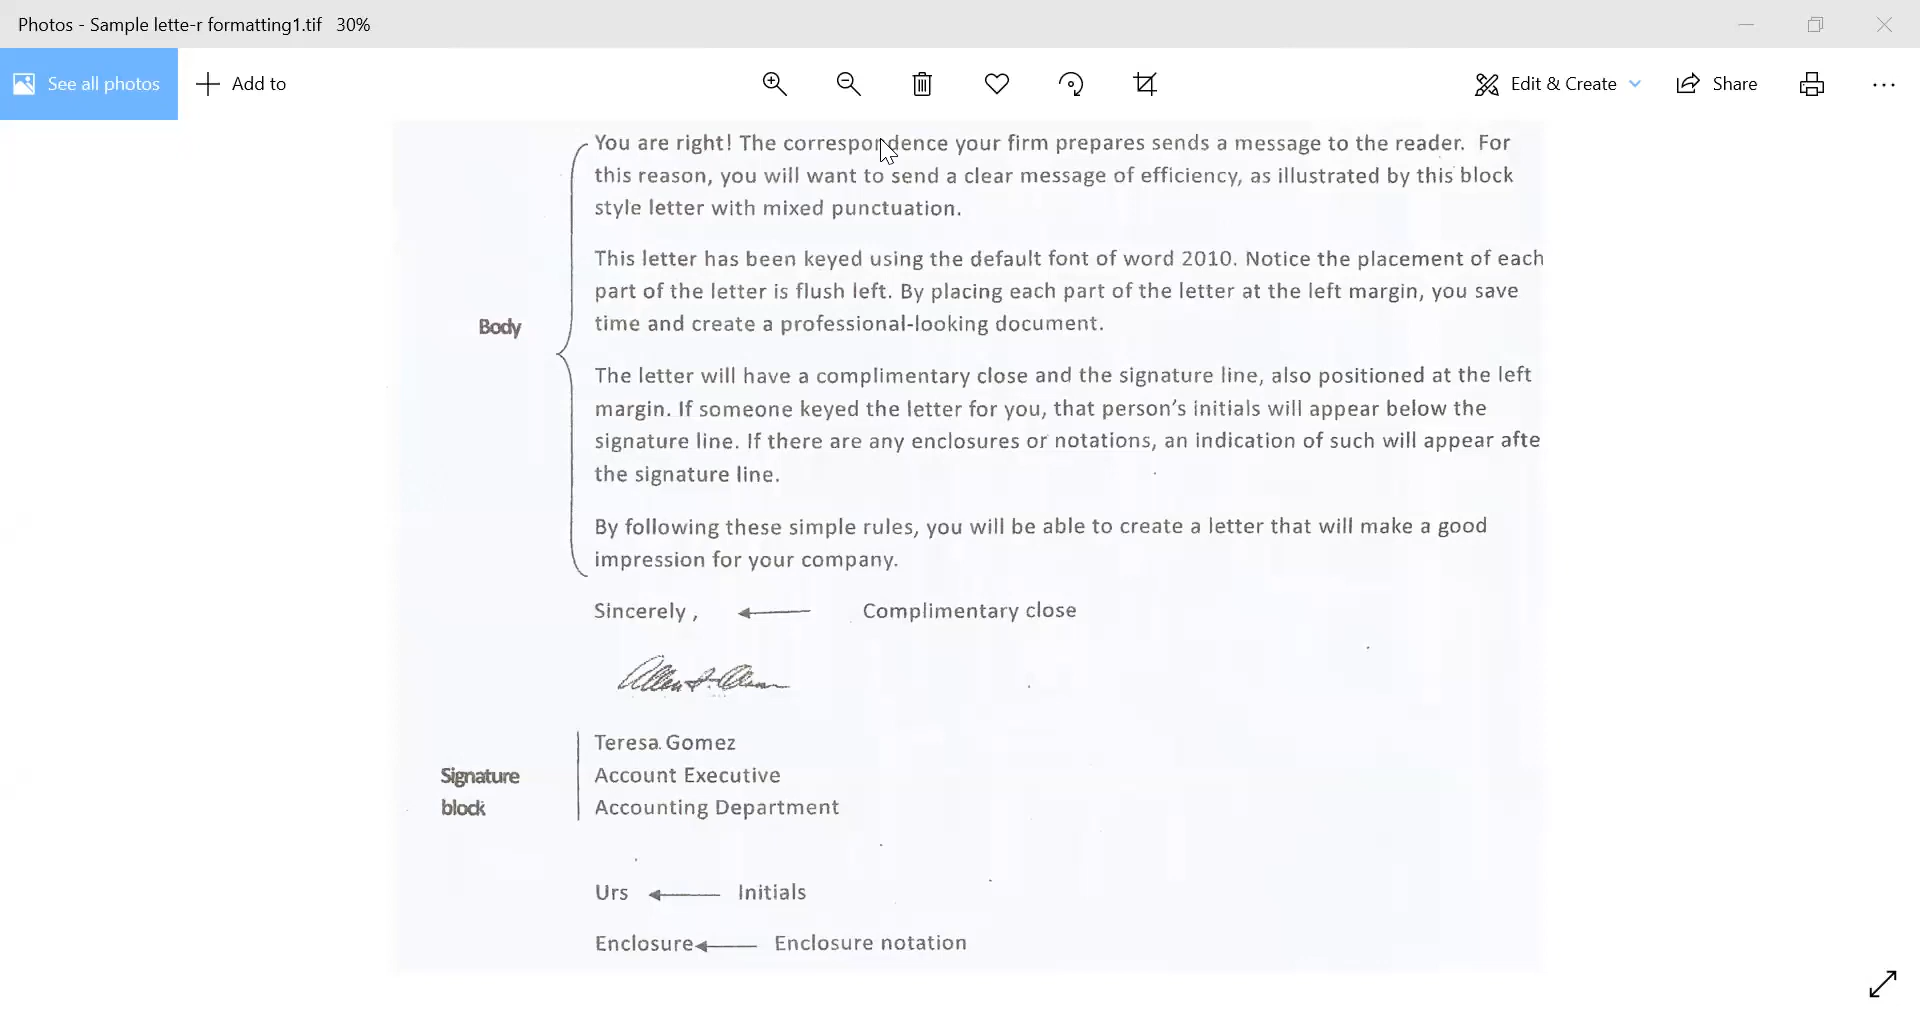 Photos - Sample lette-r formatting1.tif 30%
See all photos
Add to
Edit & Create
Share
You are right! The correspondence your firm prepares sends a message to the reader. For
this reason, you will want to send a clear message of efficiency, as illustrated by this block
style letter with mixed punctuation.
This letter has been keyed using the default font of word 2010. Notice the placement of each
part of the letter is flush left. By placing each part of the letter at the left margin, you save
time and create a professional-looking document.
Body
The letter will have a complimentary close and the signature line, also positioned at the left
margin. If someone keyed the letter for you, that person's initials will appear below the
signature line. If there are any enclosures or notations, an indication of such will appear afte
the signature line.
By following these simple rules, you will be able to create a letter that will make a good
impression for your company.
Sincerely , Complimentary close
Teresa Gomez
Signature
block
Account Executive
Accounting Department
Urs Initials
Enclosure Enclosure notation